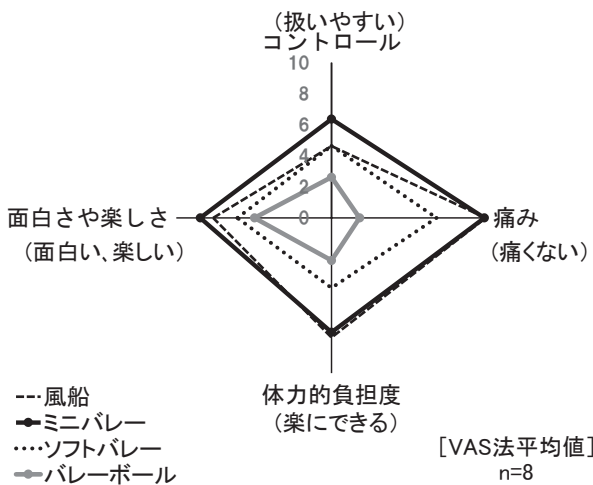 (扱いやすい)
コントロール
10
8
6
4
2
0
面白さや楽しさ
(面白い、楽しい)
痛み
(痛くない)
体力的負担度
(楽にできる)
風船
ミニバレー
ソフトバレー
バレーボール
[VAS法平均値]
n=8